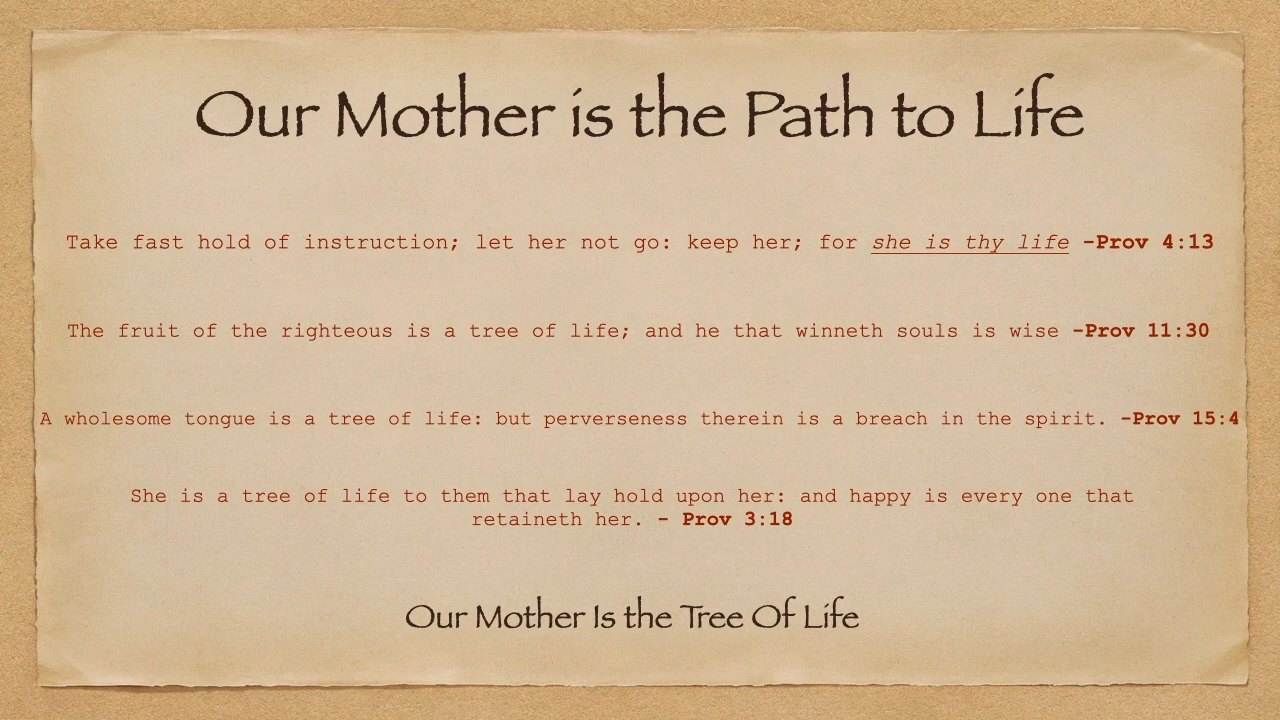 Our Mother is the Path to Life
Take fast hold of instruction; let her not go: keep her; for she is thy life -Prov 4:13
The fruit of the righteous is a tree of life; and he that winneth souls is wise -Prov 11:30
A wholesome tongue is a tree of life: but perverseness therein is a breach in the spirit. -Prov 15:4
She is a tree of life to them that lay hold upon her: and happy is every one that
retaineth her. - Prov 3:18
Our Mother Is the Tree Of Life